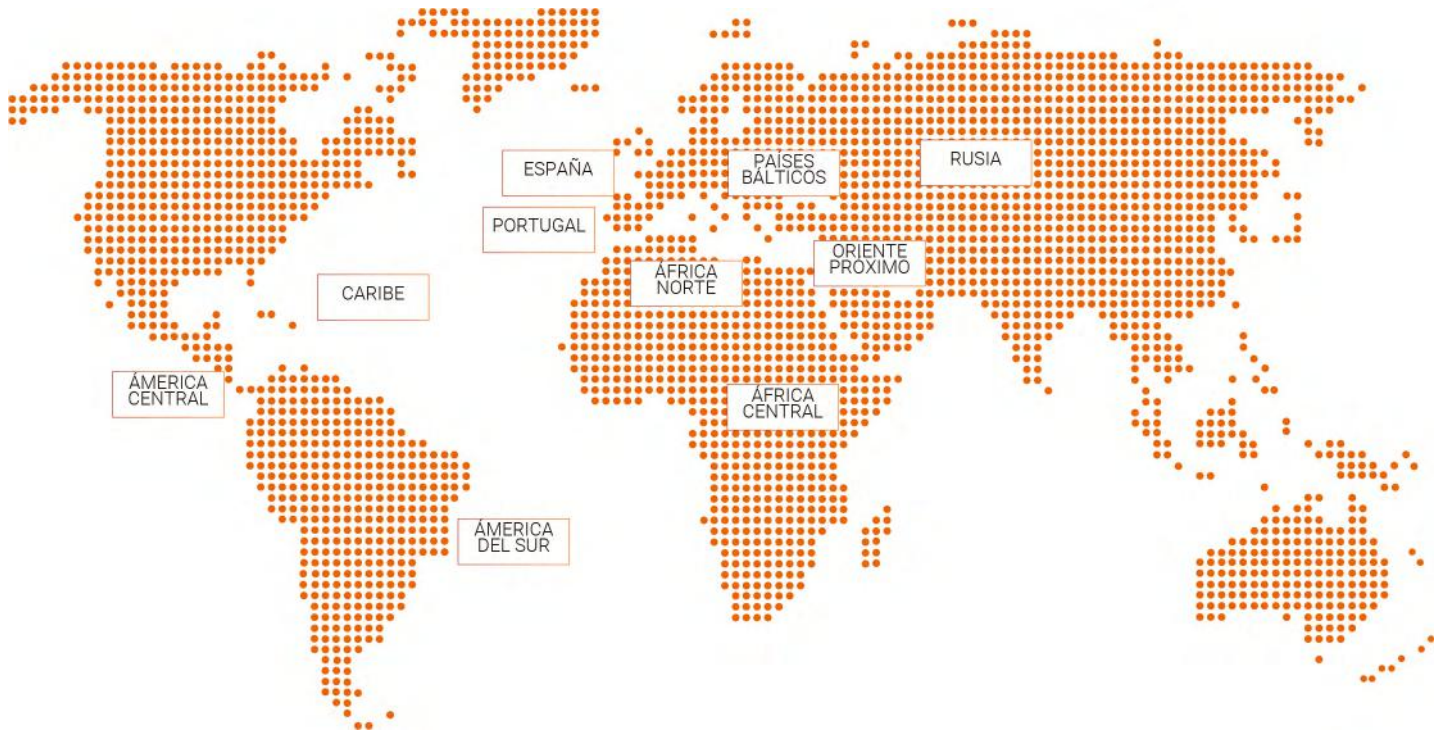 ESPAÑA
PAÍSES
BÁLTICOS
RUSIA
PORTUGAL
ORIENTE
PRÓXIMO
ÁFRICA
NORTE
CARIBE
ÁMERICA
CENTRAL
ÁFRICA
CENTRAL
ÁMERICA
DEL SUR